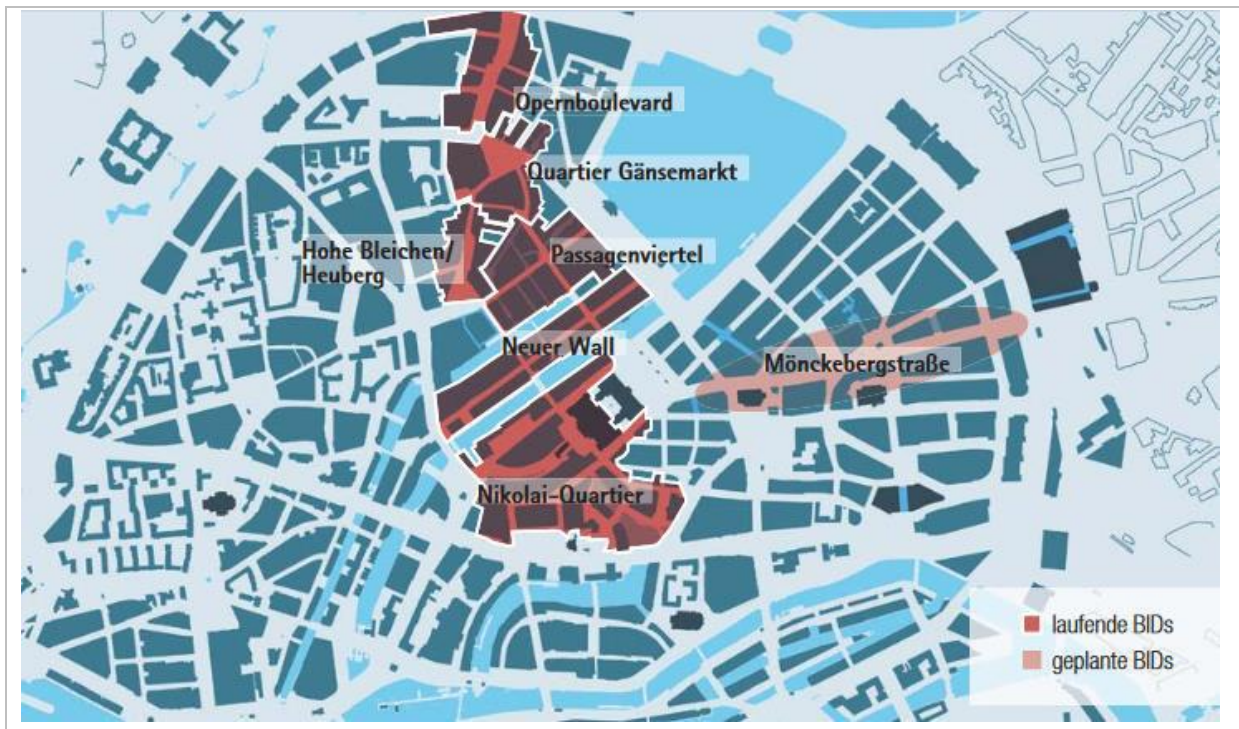 Opernboulevard
Quartier Gänsemarkt
Hohe Bleichen/
Heuberg
Passagenviertel
Neuer Wall
Mönckebergstraße
Nikolai-Quartier
laufende BIDs
geplante BIDs